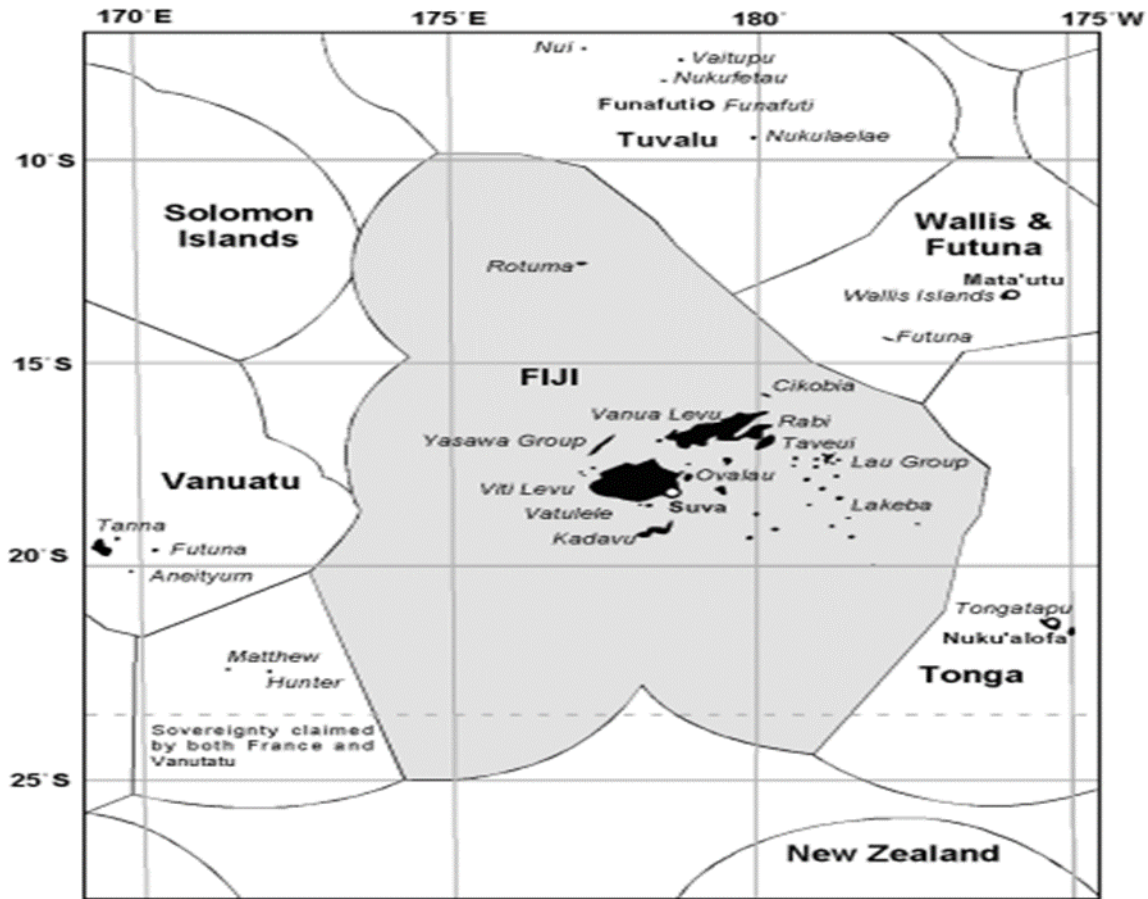 170°E 175°E 180° 175°W
Nui
Vaitupu
Nukufetau
Funafuti Funafuti
Tuvalu
Nukulaelae
10°S
Solomon
Islands
Wallis &
Futuna
Rotuma
Mata'utu
Wallis Islands
Futuna
15°S
FIJI
Cikobia
Vanua Levu
Rabi
Yasawa Group
Taveui
Lau Group
Vanuatu
Viti Levu
Ovalau
Suva
Lakeba
Vatulele
Kadavu
Tanna
Futuna
20°S
Aneityum
Tongatapu
Nuku'alofa
Matthew
Hunter
Tonga
Sovereignty claimed
by both France and
Vanutatu
25°S
New Zealand